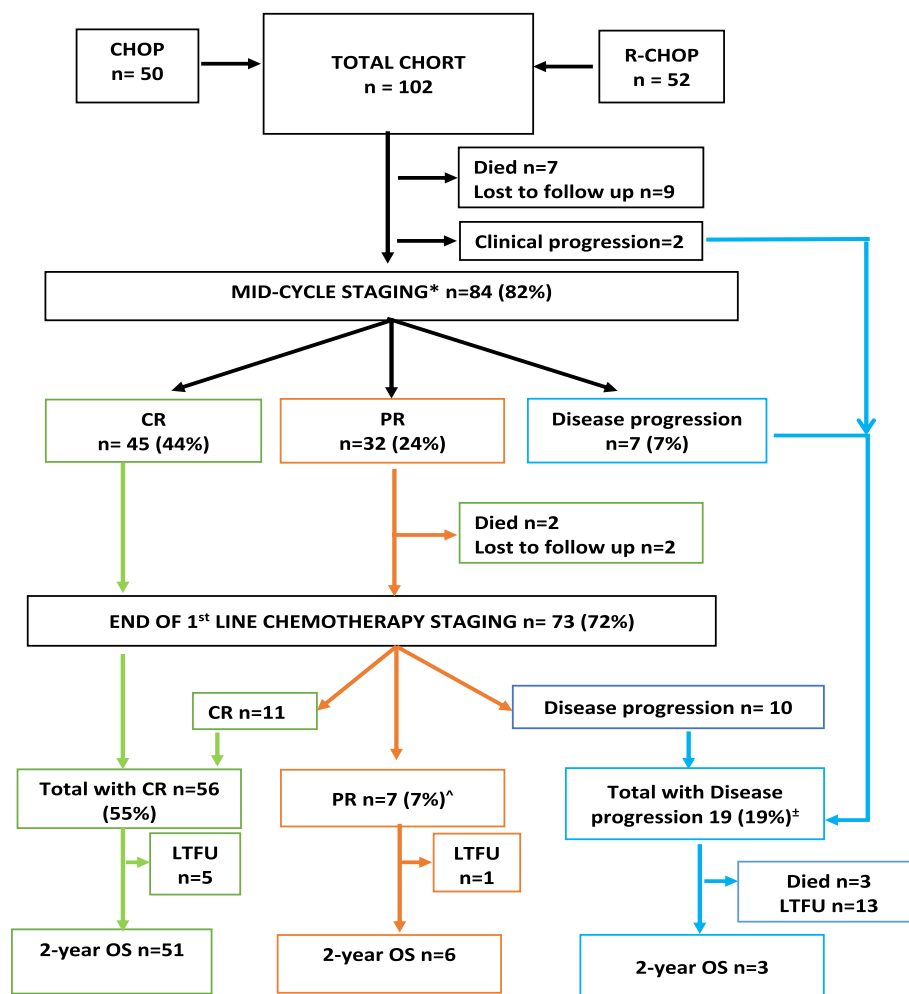 CHOP
n= 50
TOTAL CHORT
n = 102
R-CHOP
n = 52
Died n=7
Lost to follow up n=9
Clinical progression=2
MID-CYCLE STAGING* n=84 (82%)
CR
n= 45 (44%)
PR
n=32 (24%)
Disease progression
n=7 (7%)
Died n=2
Lost to follow up n=2
END OF 1st LINE CHEMOTHERAPY STAGING n= 73 (72%)
CR n=11
Disease progression n= 10
Total with CR n=56
(55%)
PR n=7 (7%)^
Total with Disease
progression 19 (19%)±
LTFU
n=5
LTFU
n=1
Died n=3
LTFU n=13
2-year OS n=51
2-year OS n=6
2-year OS n=3